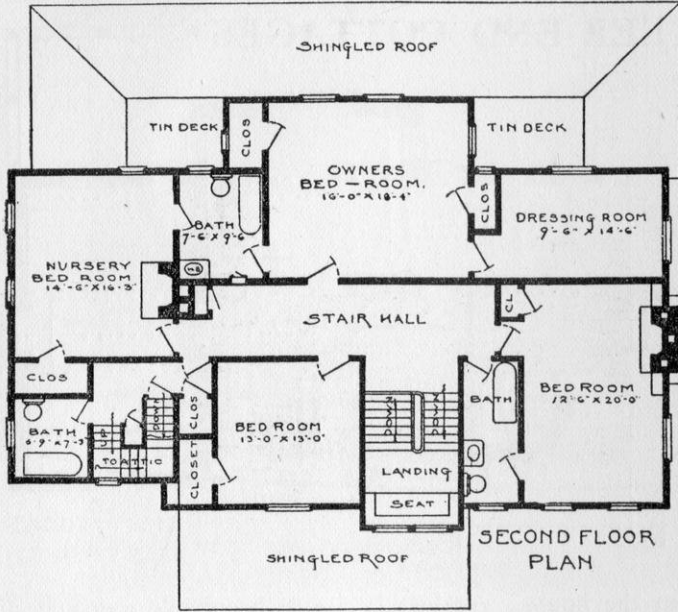 SHINGLED ROOF
TIN DECK
CLOS
TIN DECK
OWNERS
BED-ROOM.
16'-0" X 18'-4"
CLOS
DRESSING ROOM
9'-6" X 14'-6"
BATH
7'-6" X 9'-6"
NURSERY
BED ROOM
14'-6" X 16'-3"
STAIR HALL
CL
CLOS
BED ROOM
12'-6" X 20'-0"
BATH
BED ROOM
13'-0" X 13'-0"
CLOS
DOWN
DOWN
DOWN
BATH
6'-9" X 7'-3"
UP
TO ATTIC
CLOSET
LANDING
SEAT
SECOND FLOOR
PLAN
SHINGLED ROOF